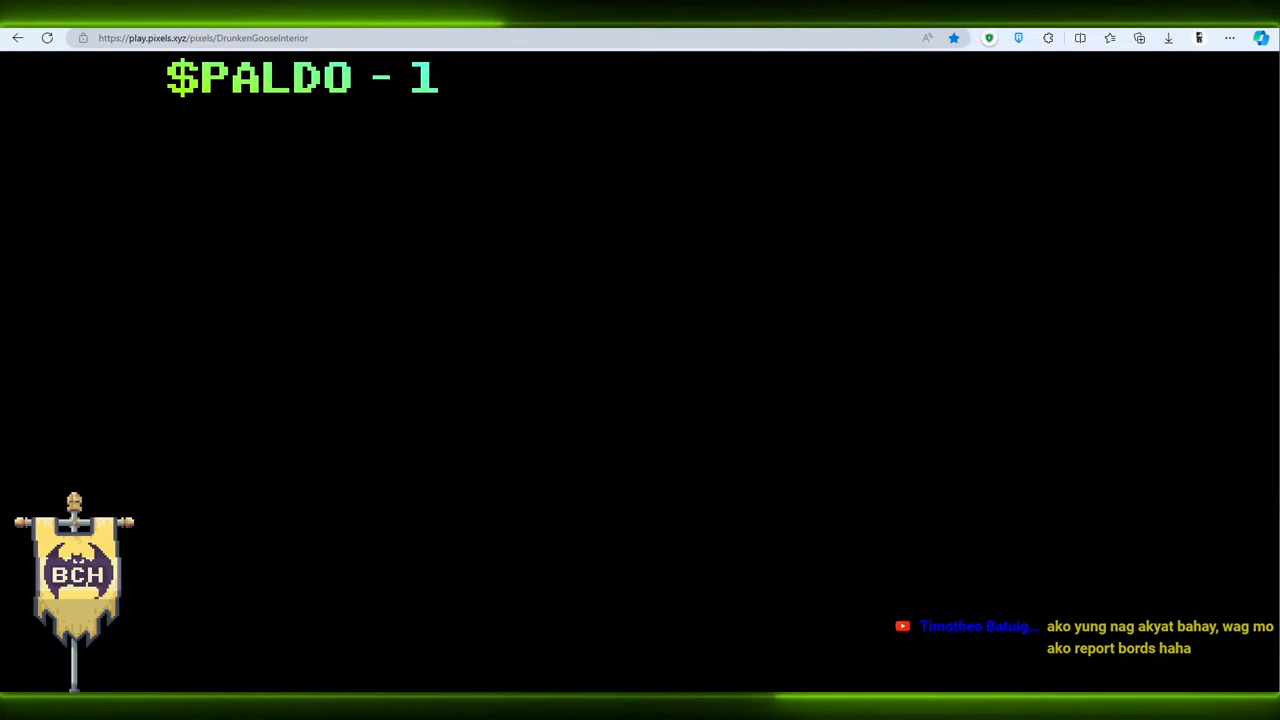 https://play.pixels.xyz/pixels/DrunkenGooseInterior
$PALDO - 1
BCH
Timotheo Batuig... ako yung nag akyat bahay, wag mo
ako report bords haha